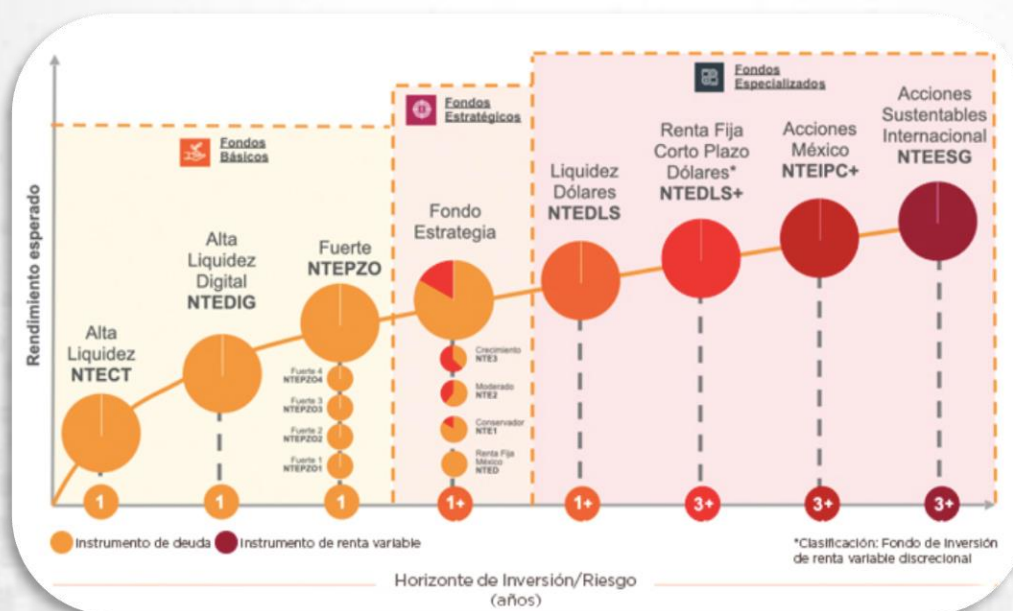 Rendimiento esperado
Fondos
Básicos
Fondos
Estratégicos
Fondos
Especializados
Alta
Liquidez
NTECT
Alta
Liquidez
Digital
NTEDIG
Fuerte
NTEPZO
Fuerte 4
NTEPZO4
Fuerte 3
NTEPZO3
Fuerte 2
NTEPZO2
Fuerte 1
NTEPZO1
Fondo
Estrategia
Crecimiento
NTE3
Moderado
NTE2
Conservador
NTE1
Renta Fija
México
NTED
Liquidez
Dólares
NTEDLS
Renta Fija
Corto Plazo
Dólares*
NTEDLS+
Acciones
México
NTEIPC+
Acciones
Sustentables
Internacional
NTEESG
1
1
1
1+
1+
3+
3+
3+
Instrumento de deuda
Instrumento de renta variable
*Clasificación: Fondo de Inversión
de renta variable discrecional
Horizonte de Inversión/Riesgo
(años)